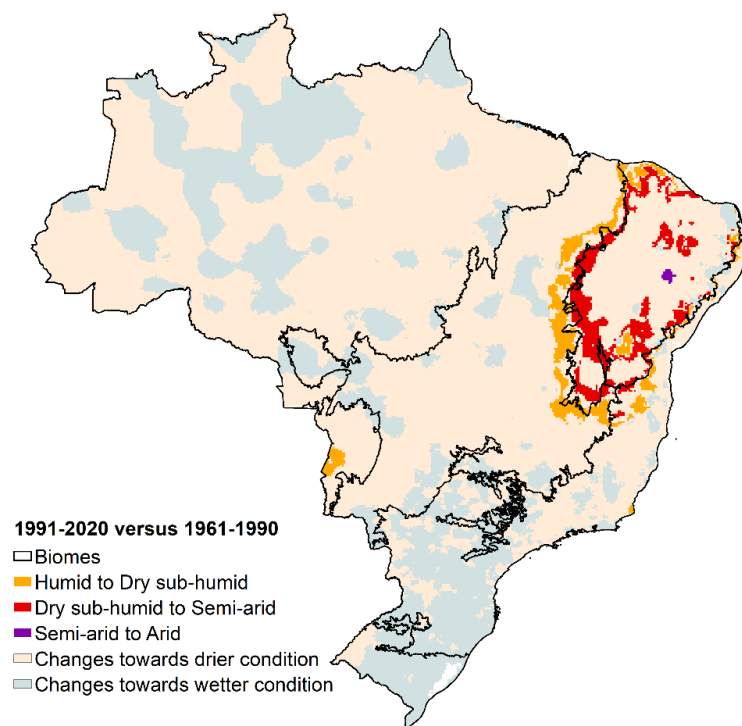 1991-2020 versus 1961-1990
Biomes
Humid to Dry sub-humid
Dry sub-humid to Semi-arid
Semi-arid to Arid
Changes towards drier condition
Changes towards wetter condition